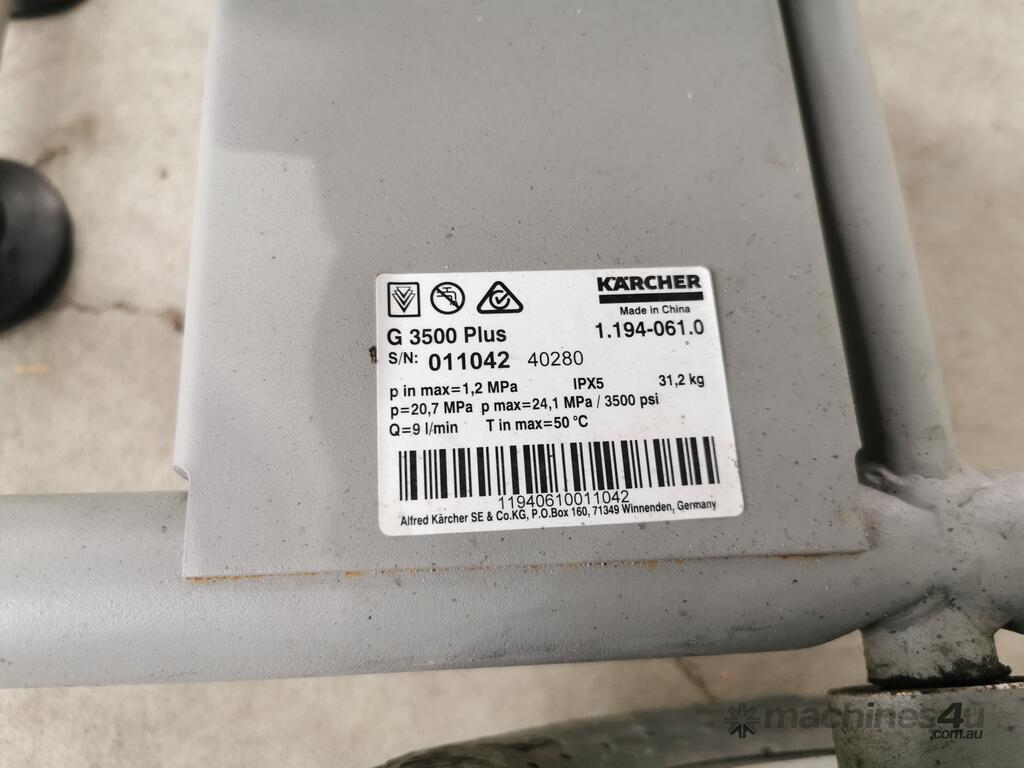 KÄRCHER
Made in China
G 3500 Plus 1.194-061.0
S/N: 011042 40280
p in max=1,2 MPa IPX5 31,2 kg
p=20,7 MPa p max=24,1 MPa / 3500 psi
Q=9 l/min T in max=50 °C
11940610011042
Alfred Kärcher SE & Co.KG, P.O.Box 160, 71349 Winnenden, Germany
machines4u
.com.au